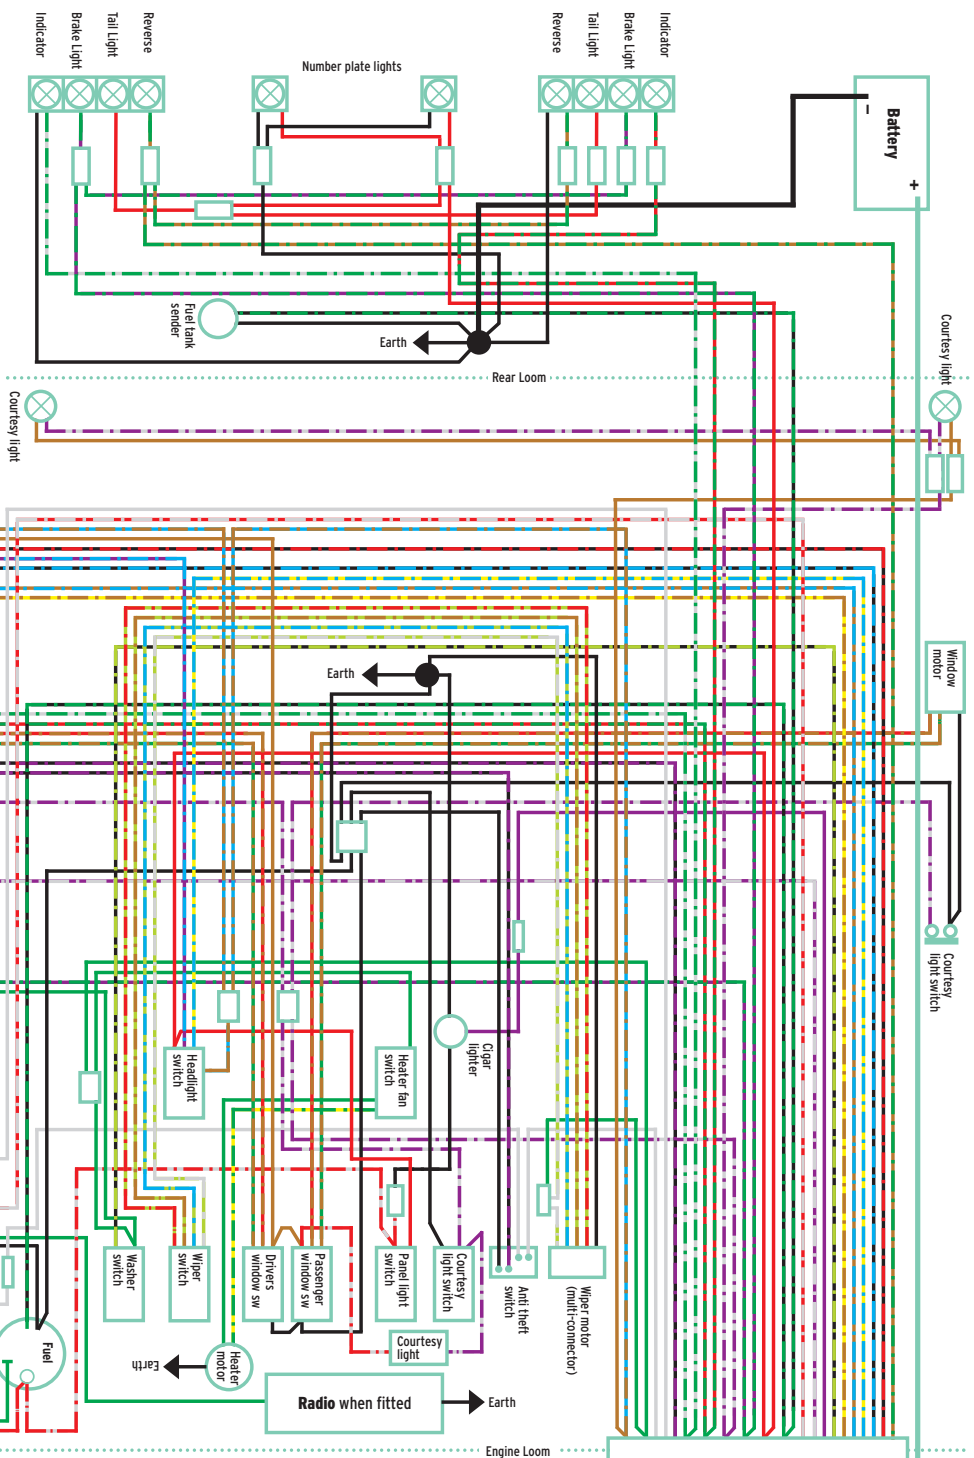 Indicator
Brake Light
Tail Light
Reverse
Number plate lights
Reverse
Tail Light
Brake Light
Indicator
Battery
–
+
Fuel tank
sender
Earth
Rear Loom
Courtesy light
Courtesy light
Earth
Window
motor
Courtesy
light switch
Cigar
lighter
Headlight
switch
Heater fan
switch
Washer
switch
Wiper
switch
Drivers
window sw
Passenger
window sw
Panel light
switch
Courtesy
light switch
Anti theft
switch
Wiper motor
(multi-connector)
Courtesy
light
Fuel
Earth
Heater
motor
Radio when fitted
Earth
Engine Loom